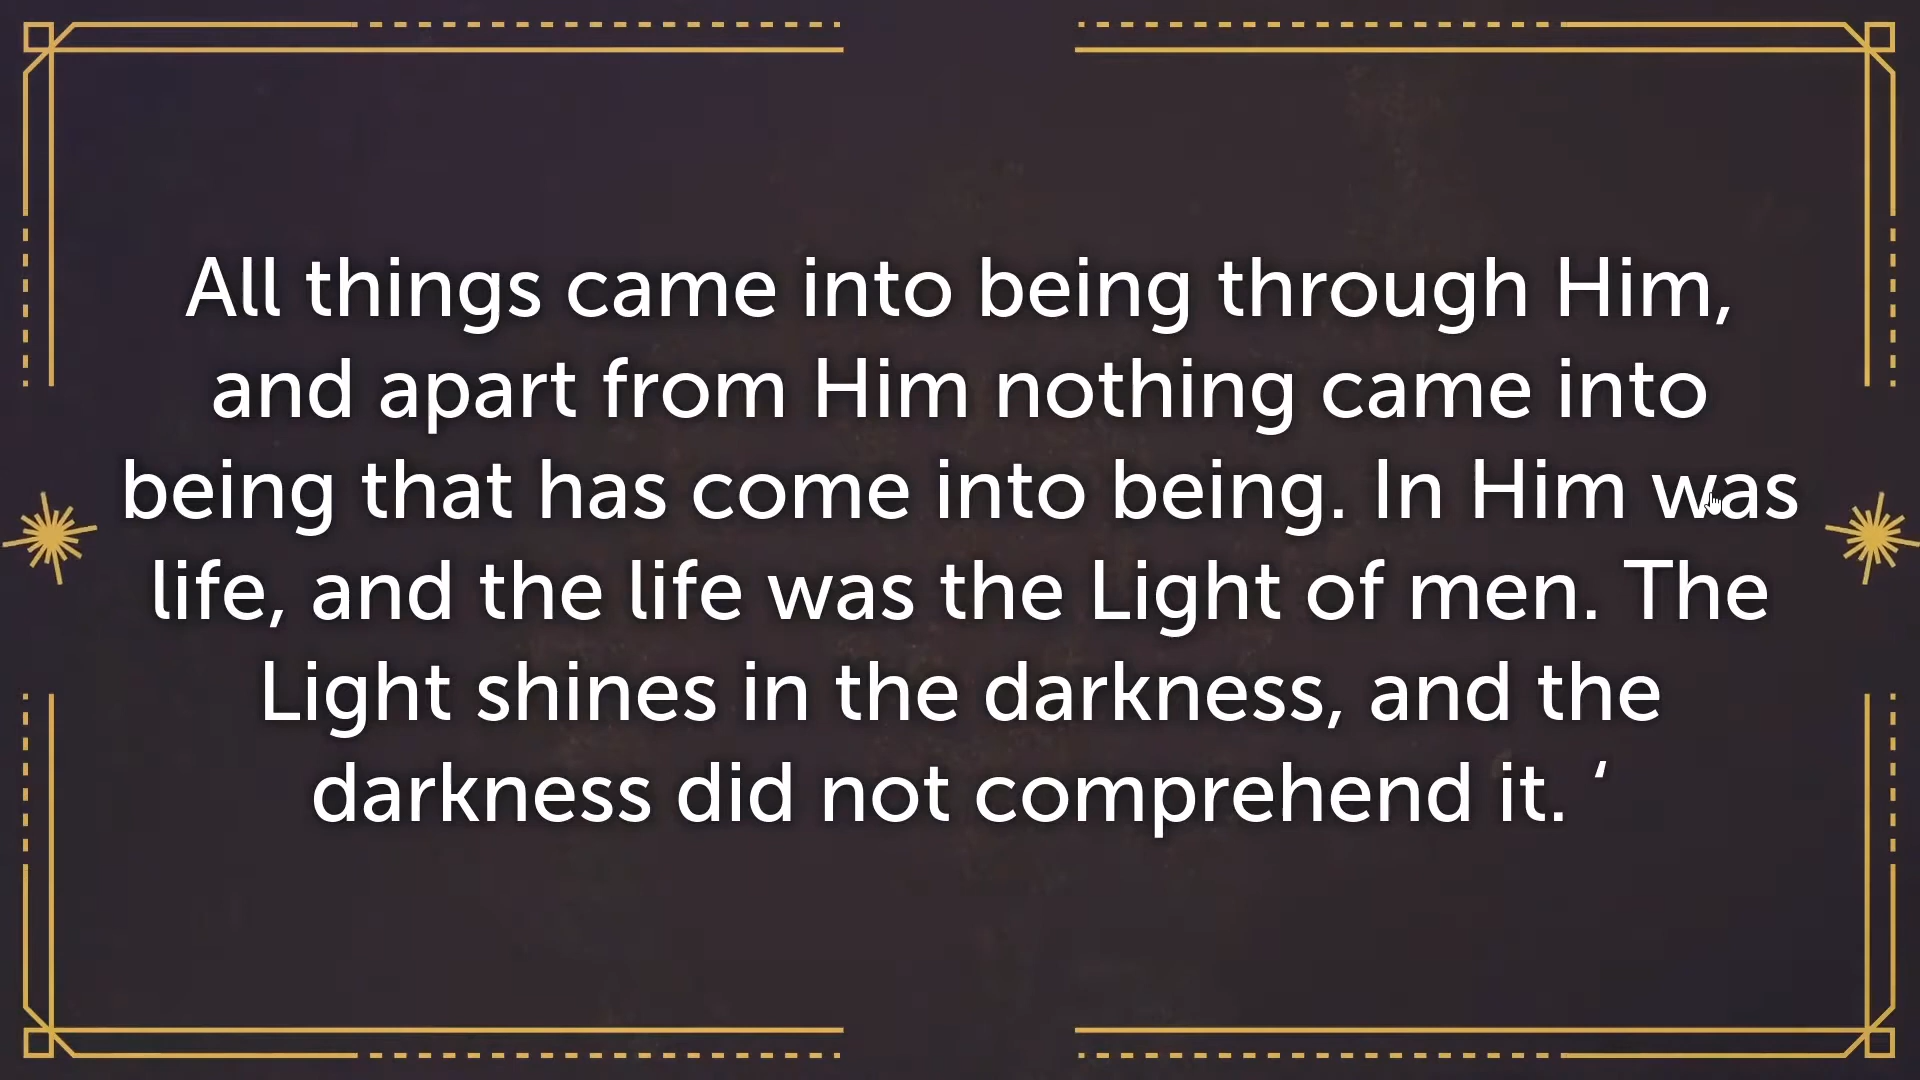 All things came into being through Him,
and apart from Him nothing came into
being that has come into being. In Him was
life, and the life was the Light of men. The
Light shines in the darkness, and the
darkness did not comprehend it. ‘